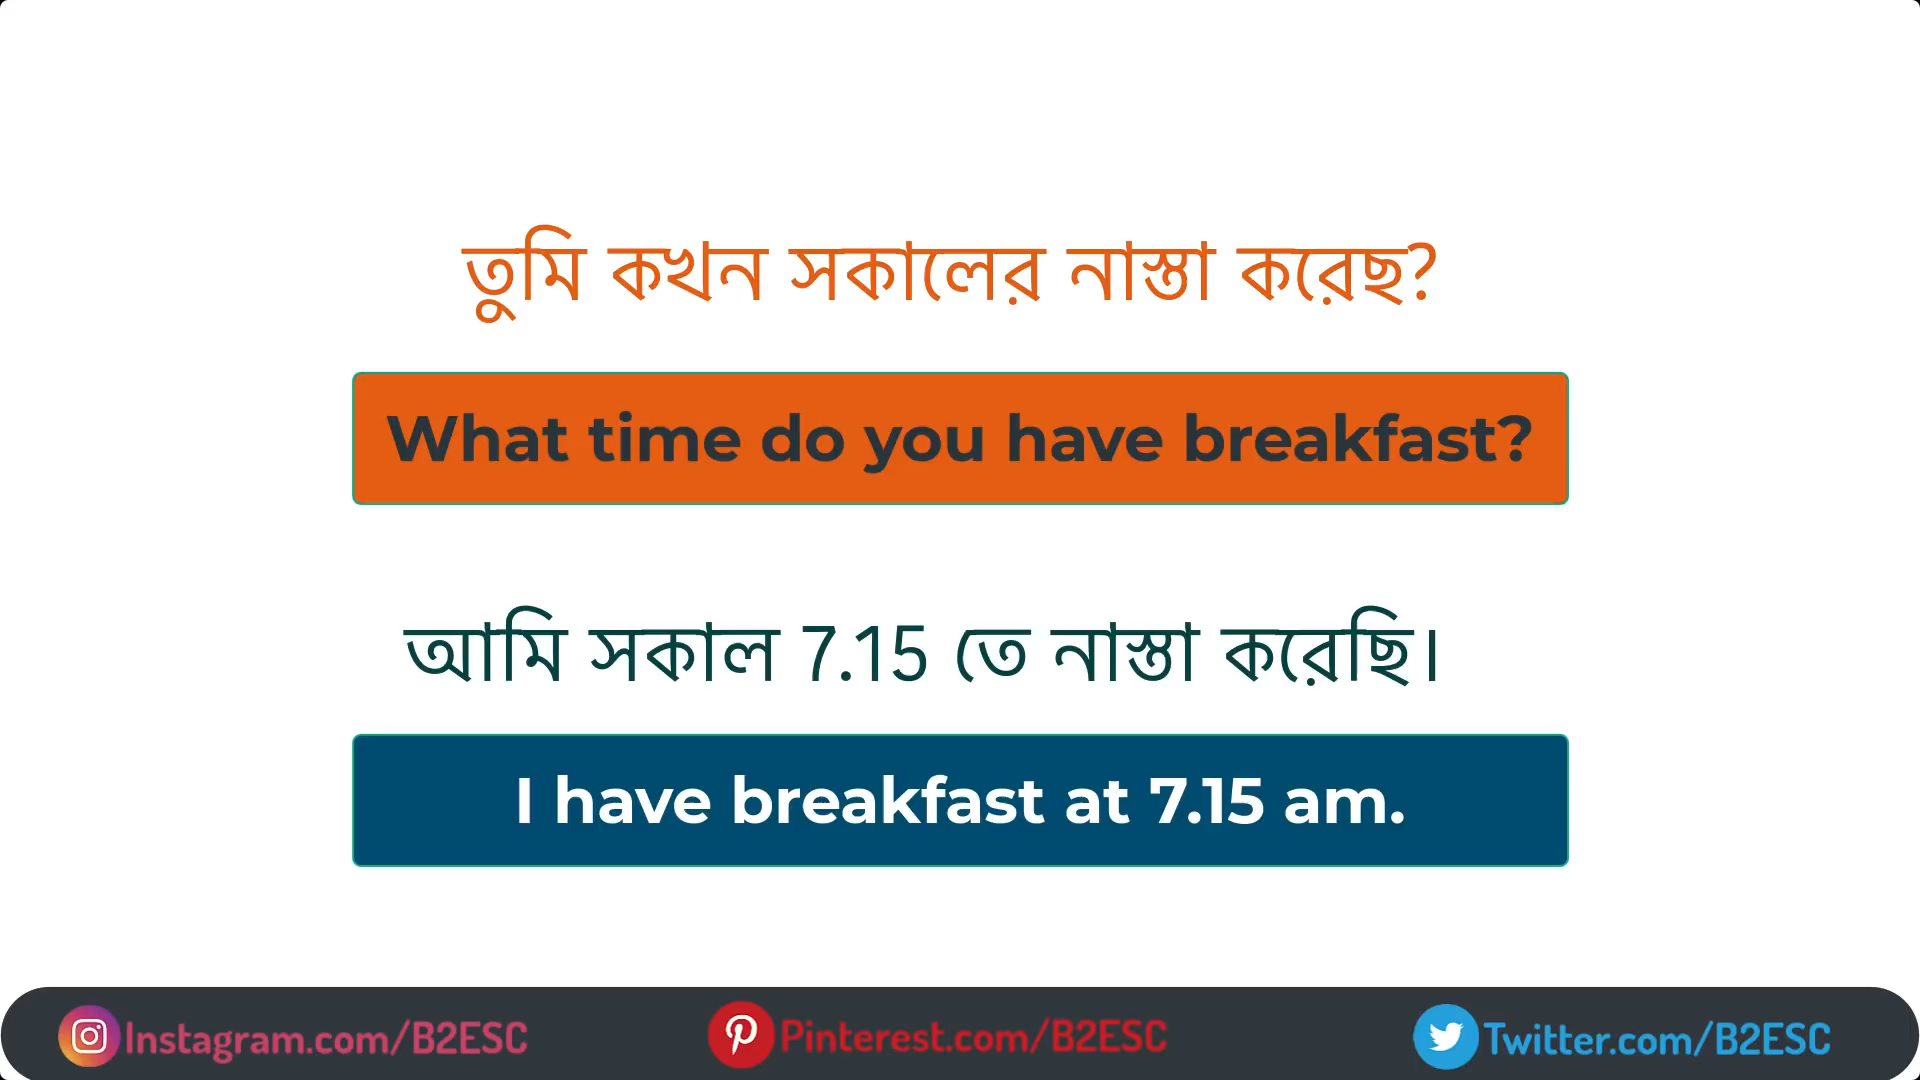 তুমি কখন সকালের নাস্তা করেছ?
What time do you have breakfast?
আমি সকাল 7.15 তে নাস্তা করেছি।
I have breakfast at 7.15 am.
Instagram.com/B2ESC
Pinterest.com/B2ESC
Twitter.com/B2ESC